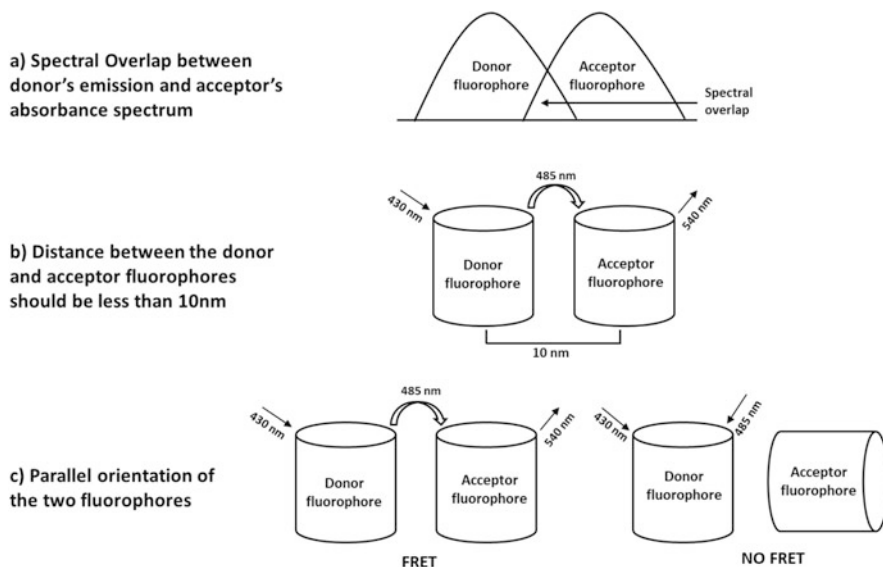 a) Spectral Overlap between
donor's emission and acceptor's
absorbance spectrum
Donor
fluorophore
Acceptor
fluorophore
Spectral
overlap
b) Distance between the donor
and acceptor fluorophores
should be less than 10nm
430 nm
485 nm
540 nm
Donor
fluorophore
Acceptor
fluorophore
10 nm
c) Parallel orientation of
the two fluorophores
430 nm
485 nm
540 nm
Donor
fluorophore
Acceptor
fluorophore
FRET
430 nm
485 nm
Donor
fluorophore
Acceptor
fluorophore
NO FRET